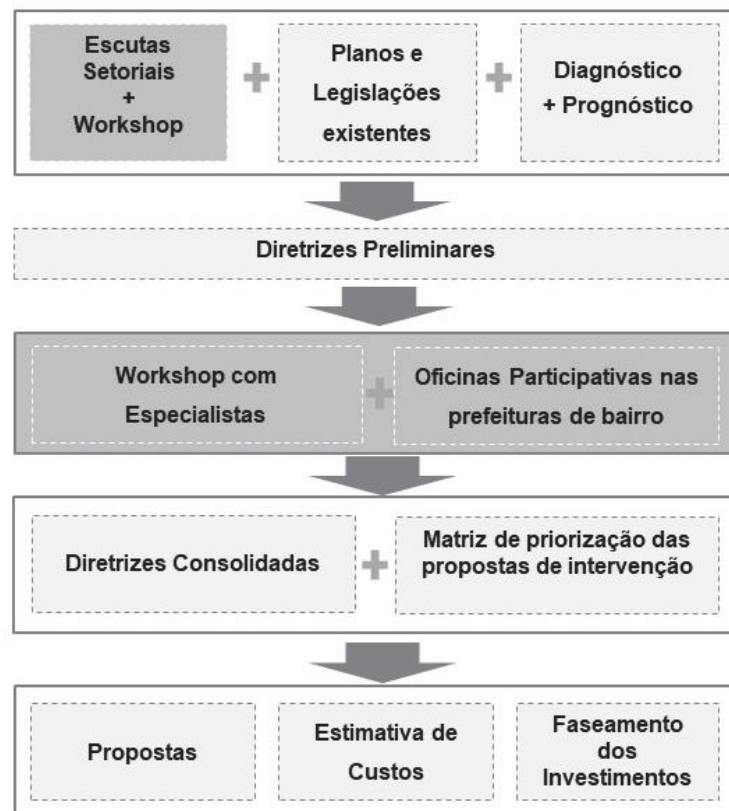 Escutas
Setoriais
+
Workshop
+
Planos e
Legislações
existentes
+
Diagnóstico
+ Prognóstico
Diretrizes Preliminares
Workshop com
Especialistas
+
Oficinas Participativas nas
prefeituras de bairro
Diretrizes Consolidadas
+
Matriz de priorização das
propostas de intervenção
Propostas
Estimativa de
Custos
Faseamento
dos
Investimentos